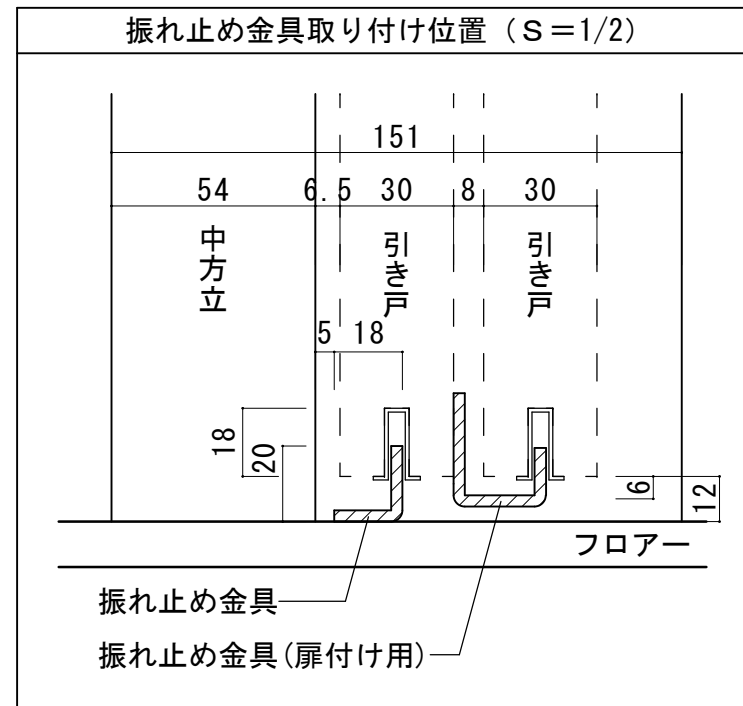 振れ止め金具取り付け位置（Ｓ＝1/2）
151
54
6.5
30
8
30
中方立
引き戸
引き戸
5
18
18
20
6
12
フロアー
振れ止め金具
振れ止め金具(扉付け用)